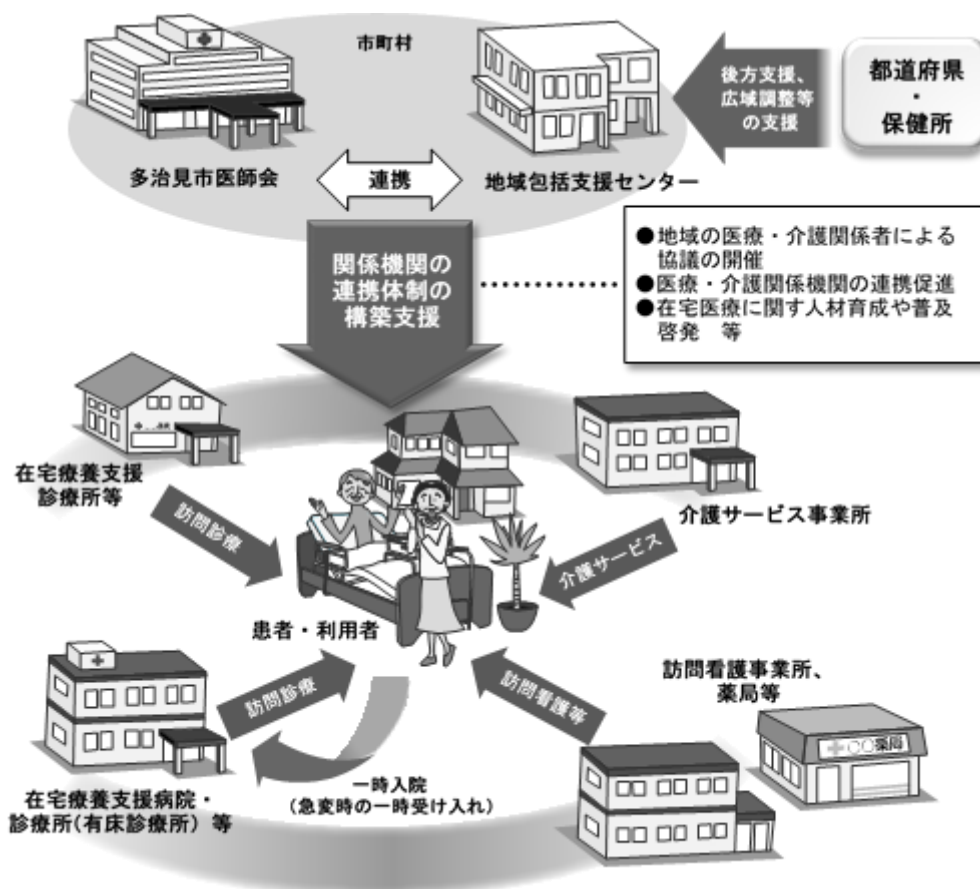 市町村
多治見市医師会
連携
地域包括支援センター
後方支援、
広域調整等
の支援
都道府県
・
保健所
関係機関の
連携体制の
構築支援
●地域の医療・介護関係者による
協議の開催
●医療・介護関係機関の連携促進
●在宅医療に関す人材育成や普及
啓発　等
在宅療養支援
診療所等
訪問診療
介護サービス事業所
介護サービス
患者・利用者
訪問診療
訪問看護等
訪問看護事業所、
薬局等
〇〇薬局
一時入院
（急変時の一時受け入れ）
在宅療養支援病院・
診療所（有床診療所）等